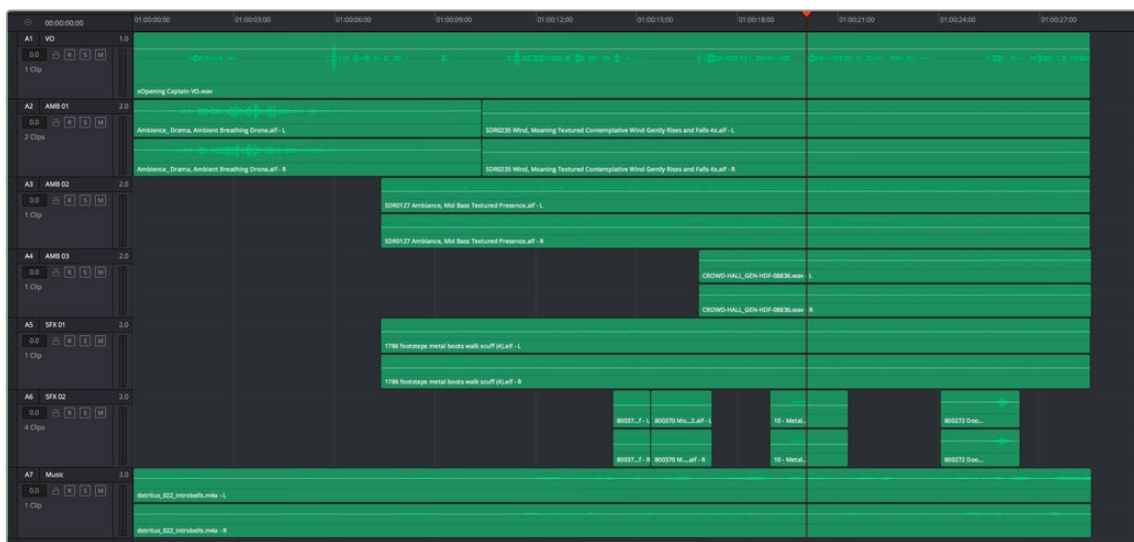 00:00:00:00 01:00:00:00 01:00:03:00 01:00:06:00 01:00:09:00 01:00:12:00 01:00:15:00 01:00:18:00 01:00:21:00 01:00:24:00 01:00:27:00
A1 VO 1.0
0.0 R S M
1 Clip
xOpening Captain VO.wav
A2 AMB 01 2.0
0.0 R S M
2 Clips
Ambience_ Drama, Ambient Breathing Drone.aif - L
SDR0235 Wind, Moaning Textured Contemplative Wind Gently Rises and Falls 4x.aif - L
Ambience_ Drama, Ambient Breathing Drone.aif - R
SDR0235 Wind, Moaning Textured Contemplative Wind Gently Rises and Falls 4x.aif - R
A3 AMB 02 2.0
0.0 R S M
1 Clip
SDR0127 Ambiance, Mid Bass Textured Presence.aif - L
SDR0127 Ambiance, Mid Bass Textured Presence.aif - R
A4 AMB 03 2.0
0.0 R S M
1 Clip
CROWD-HALL_GEN-HDF-08836.wav - L
CROWD-HALL_GEN-HDF-08836.wav - R
A5 SFX 01 2.0
0.0 R S M
1 Clip
1786 footsteps metal boots walk scuff (4).aif - L
1786 footsteps metal boots walk scuff (4).aif - R
A6 SFX 02 2.0
0.0 R S M
4 Clips
80037...f - L 800370 Mo...2.aif - L 10 - Metal... 800272 Doo...
80037...f - R 800370 M....aif - R 10 - Metal... 800272 Doo...
A7 Music 2.0
0.0 R S M
1 Clip
detritus_022_introbells.m4a - L
detritus_022_introbells.m4a - R